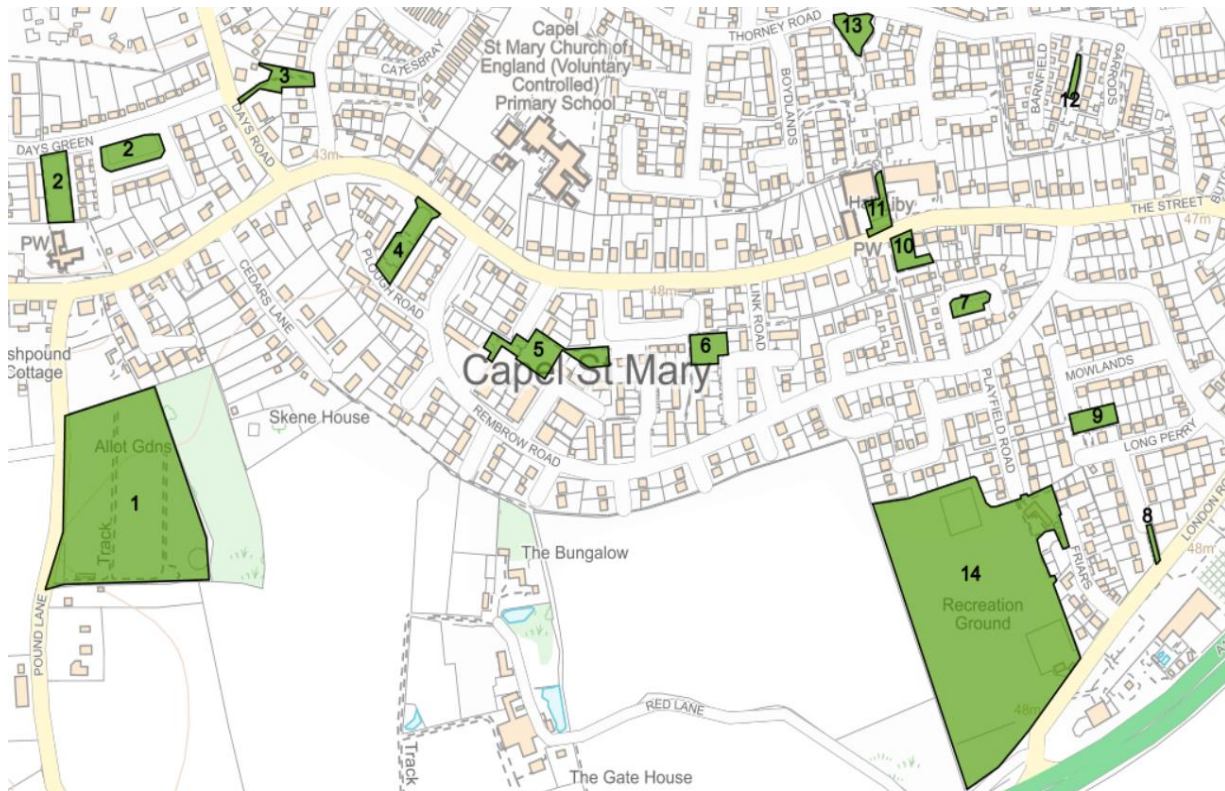 Capel
St Mary Church of
England (Voluntary
Controlled)
Primary School
THORNEY ROAD
13
CATESBRAY
3
BOYDLANDS
BARNFIELD
GARRODS
12
DAYS ROAD
DAYS GREEN
2
2
43m
11
THE STREET
47m
PW
4
PW
10
CEDARS LANE
PLOUGH ROAD
48m
LINK ROAD
7
5
6
Capel St Mary
MOWLANDS
Cottage
Skene House
REMBROW ROAD
PLAYFIELD ROAD
9
LONG PERRY
Allot Gdns
1
Track
The Bungalow
8
48m
14
FRIARS
Recreation
Ground
POUND LANE
RED LANE
48m
Track
The Gate House